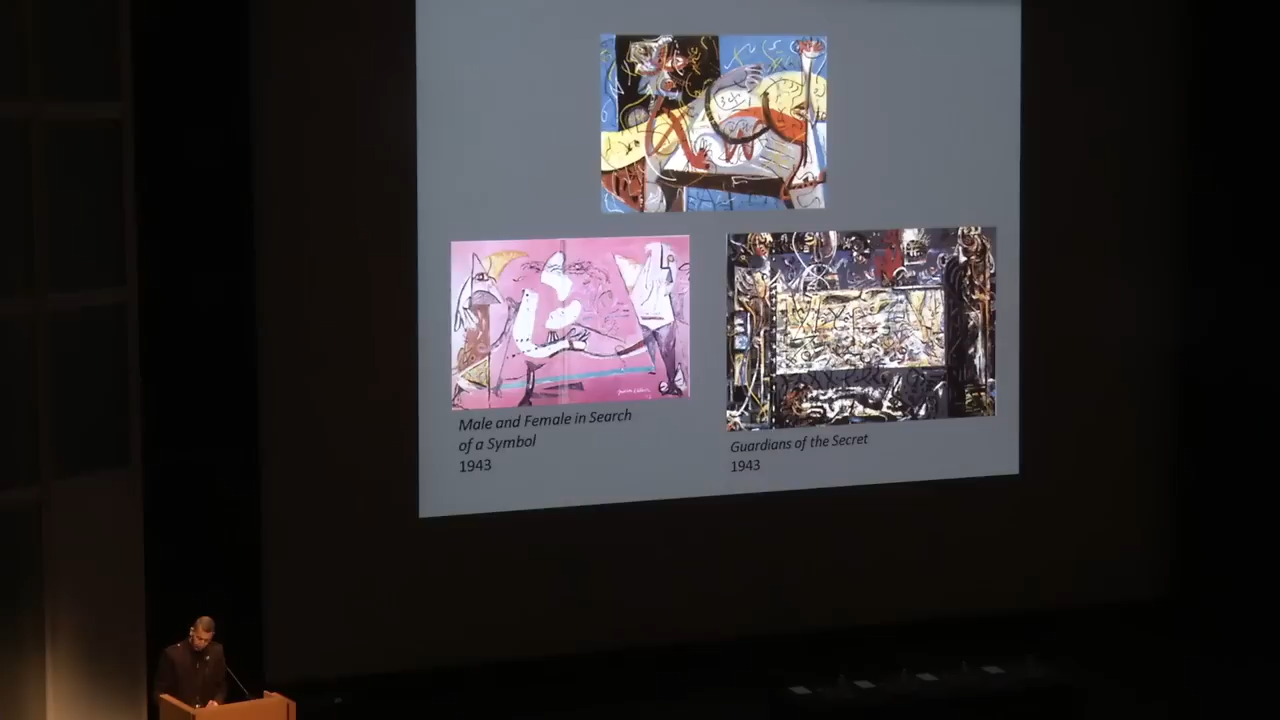 Male and Female in Search
of a Symbol
1943
Guardians of the Secret
1943